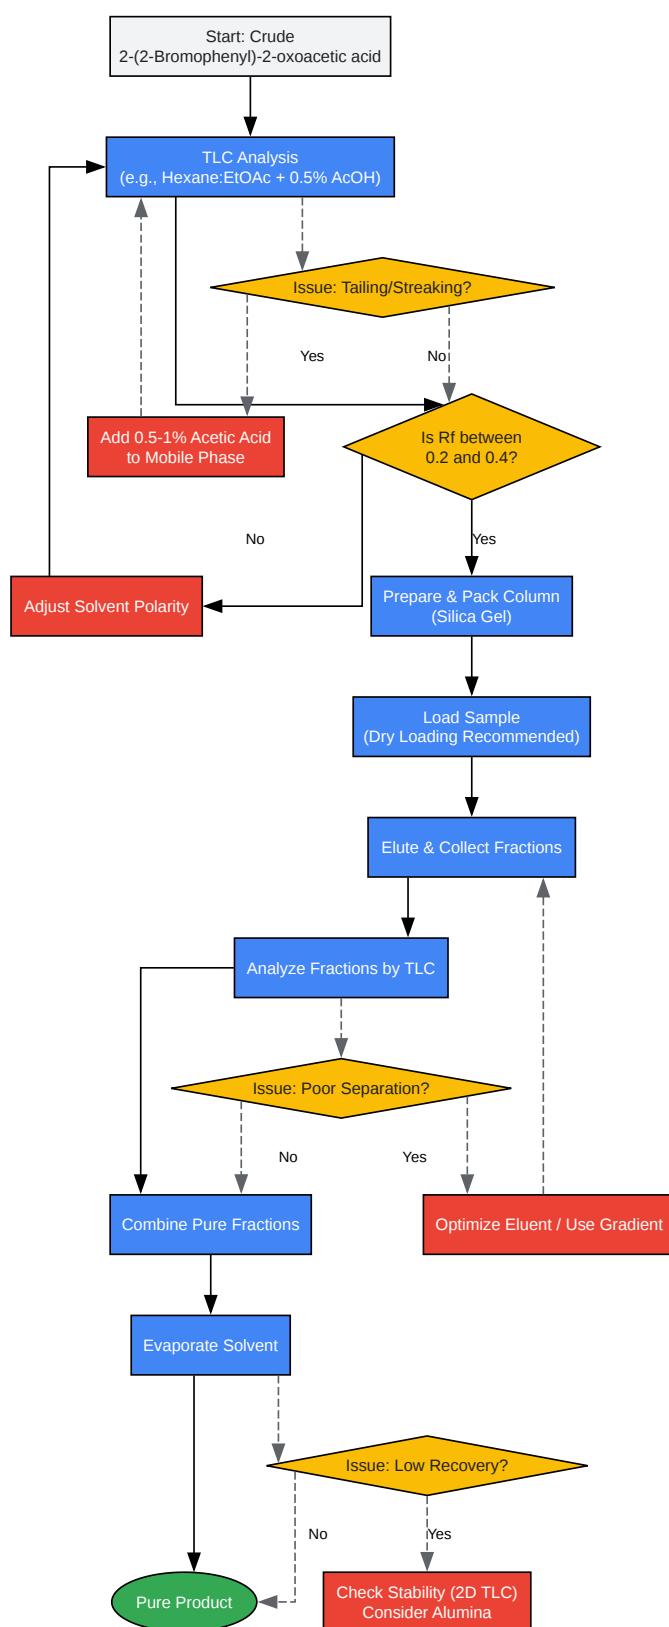 Start: Crude
2-(2-Bromophenyl)-2-oxoacetic acid
TLC Analysis
(e.g., Hexane:EtOAc + 0.5% AcOH)
Issue: Tailing/Streaking?
Yes
No
Add 0.5-1% Acetic Acid
to Mobile Phase
Is Rf between
0.2 and 0.4?
No
Yes
Adjust Solvent Polarity
Prepare & Pack Column
(Silica Gel)
Load Sample
(Dry Loading Recommended)
Elute & Collect Fractions
Analyze Fractions by TLC
Issue: Poor Separation?
No
Yes
Combine Pure Fractions
Optimize Eluent / Use Gradient
Evaporate Solvent
Issue: Low Recovery?
No
Yes
Pure Product
Check Stability (2D TLC)
Consider Alumina